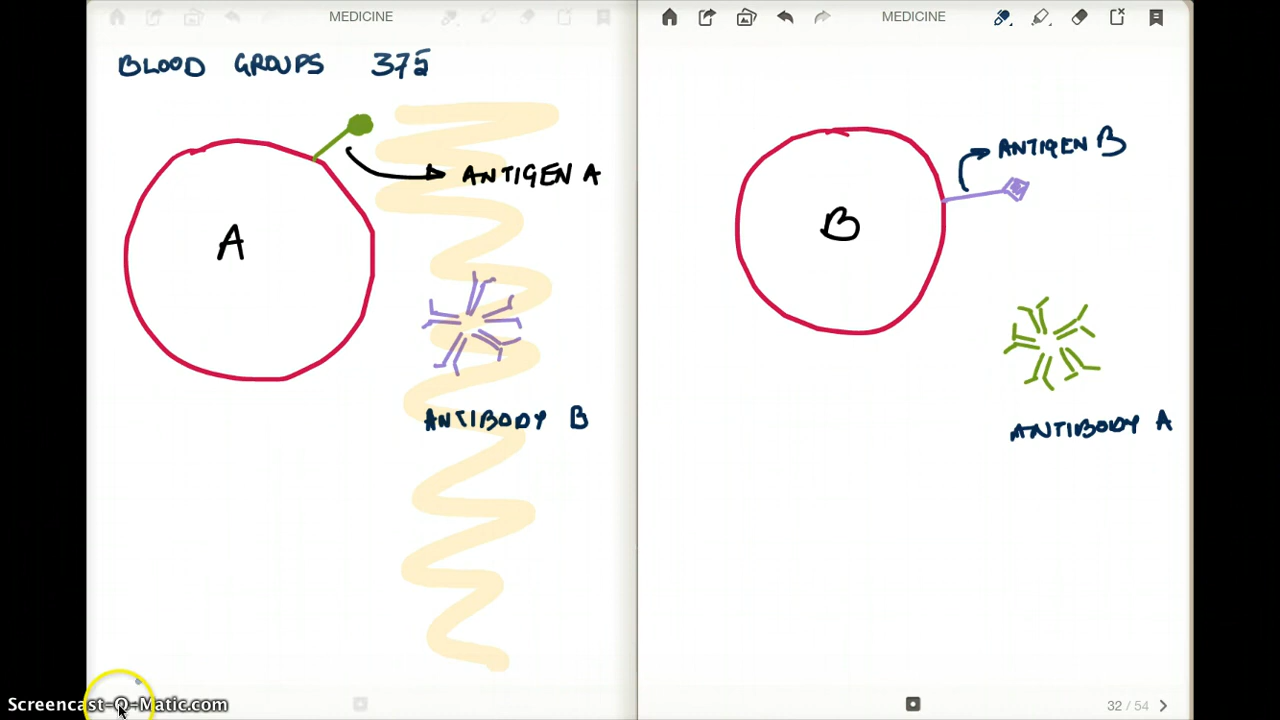 MEDICINE
BLOOD GROUPS 375
ANTIGEN A
A
ANTIBODY B
MEDICINE
ANTIGEN B
B
ANTIBODY A
Screencast-O-Matic.com
32 / 54